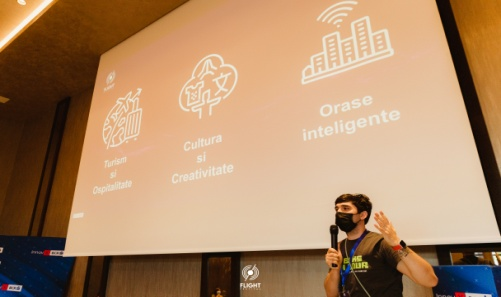 Turism
si
Ospitalitate
Cultura
si
Creativitate
Orase
inteligente
FLIGHT